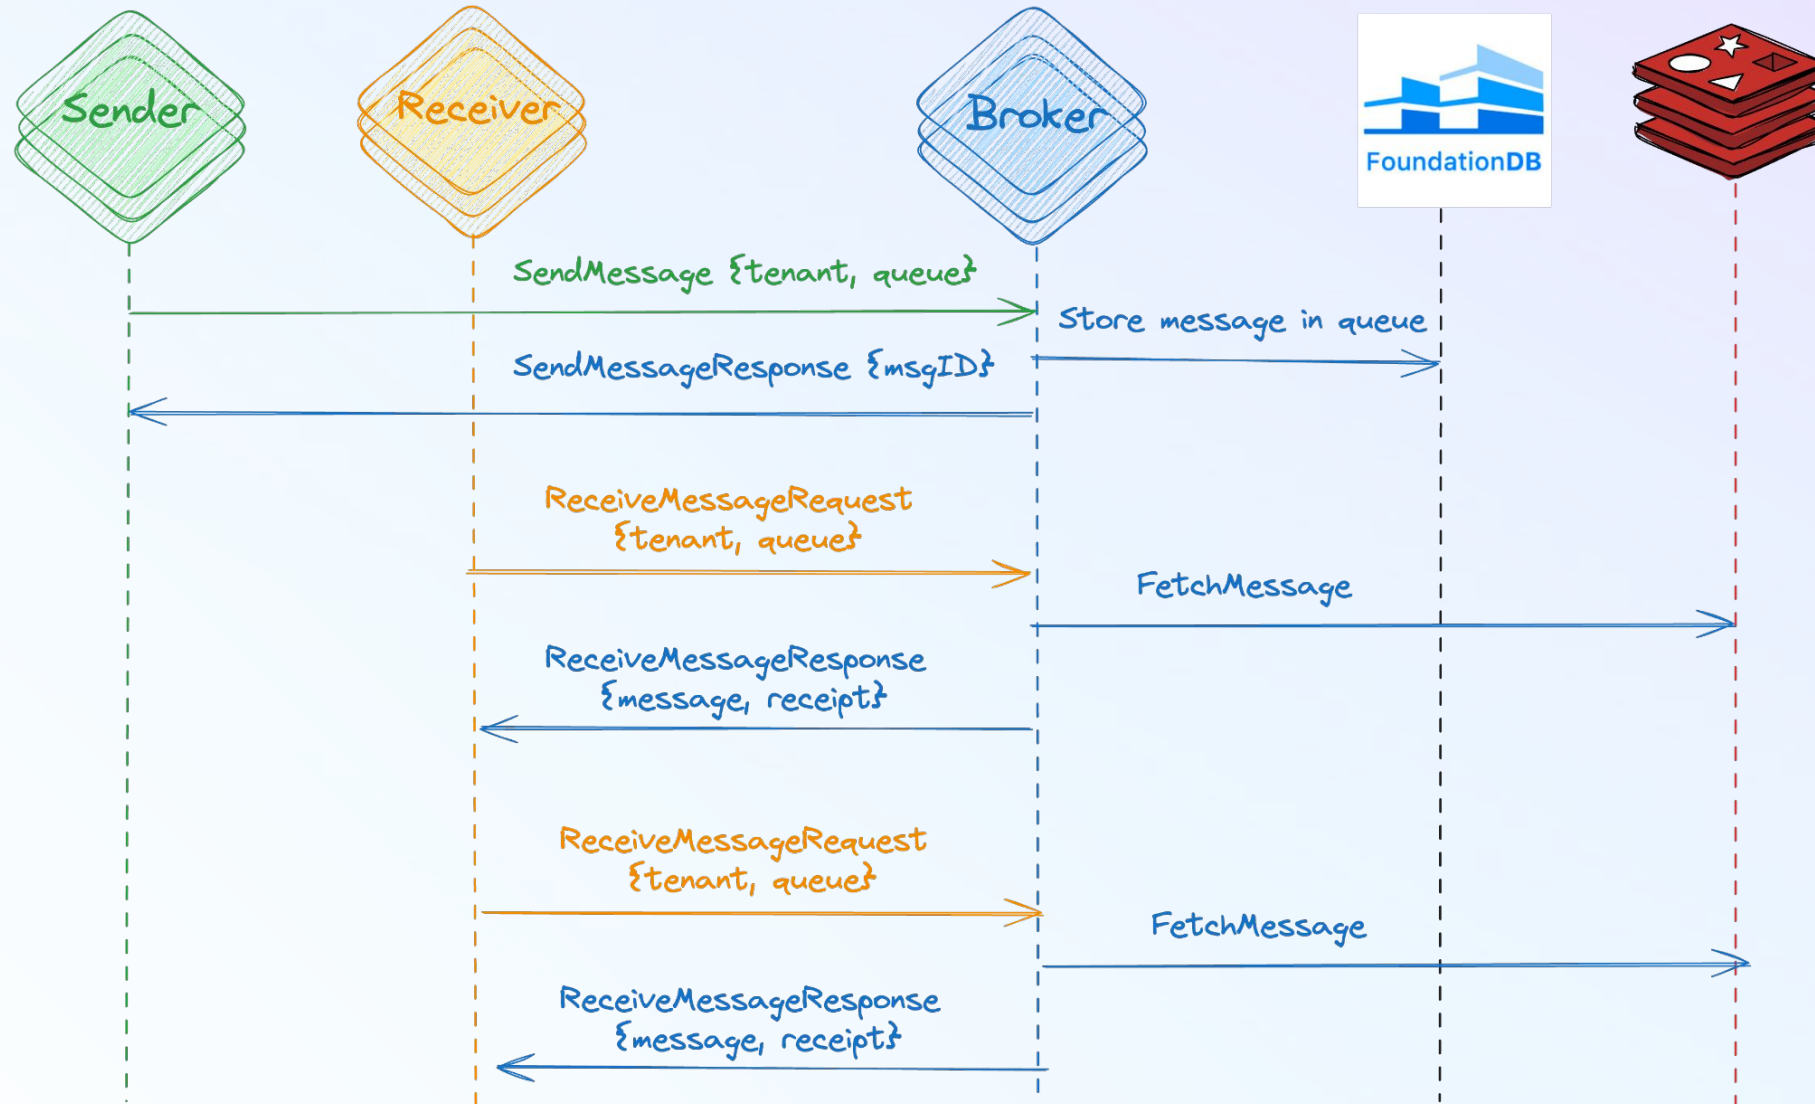 Sender
Receiver
Broker
FoundationDB
SendMessage {tenant, queue}
Store message in queue
SendMessageResponse {msgID}
ReceiveMessageRequest
{tenant, queue}
FetchMessage
ReceiveMessageResponse
{message, receipt}
ReceiveMessageRequest
{tenant, queue}
FetchMessage
ReceiveMessageResponse
{message, receipt}